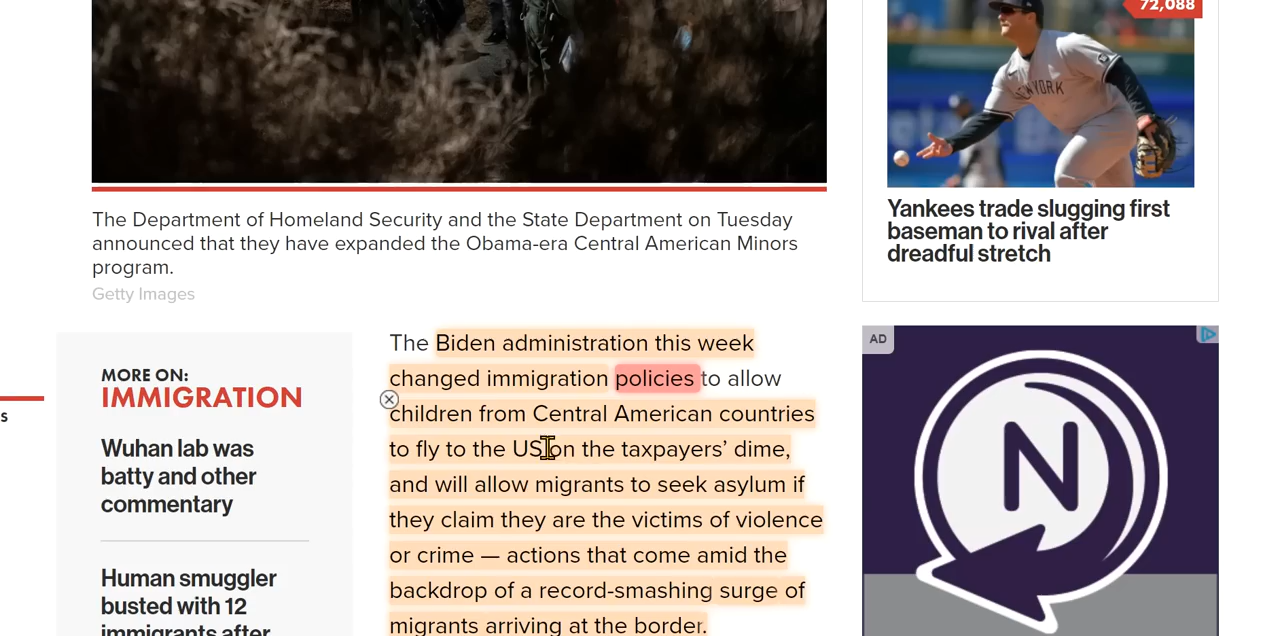 72,088
NEW YORK
The Department of Homeland Security and the State Department on Tuesday
announced that they have expanded the Obama-era Central American Minors
program.
Getty Images
Yankees trade slugging first
baseman to rival after
dreadful stretch
s
MORE ON:
IMMIGRATION
Wuhan lab was
batty and other
commentary
Human smuggler
busted with 12
immigrants after
The Biden administration this week
changed immigration policies to allow
children from Central American countries
to fly to the US on the taxpayers’ dime,
and will allow migrants to seek asylum if
they claim they are the victims of violence
or crime — actions that come amid the
backdrop of a record-smashing surge of
migrants arriving at the border.
AD
N